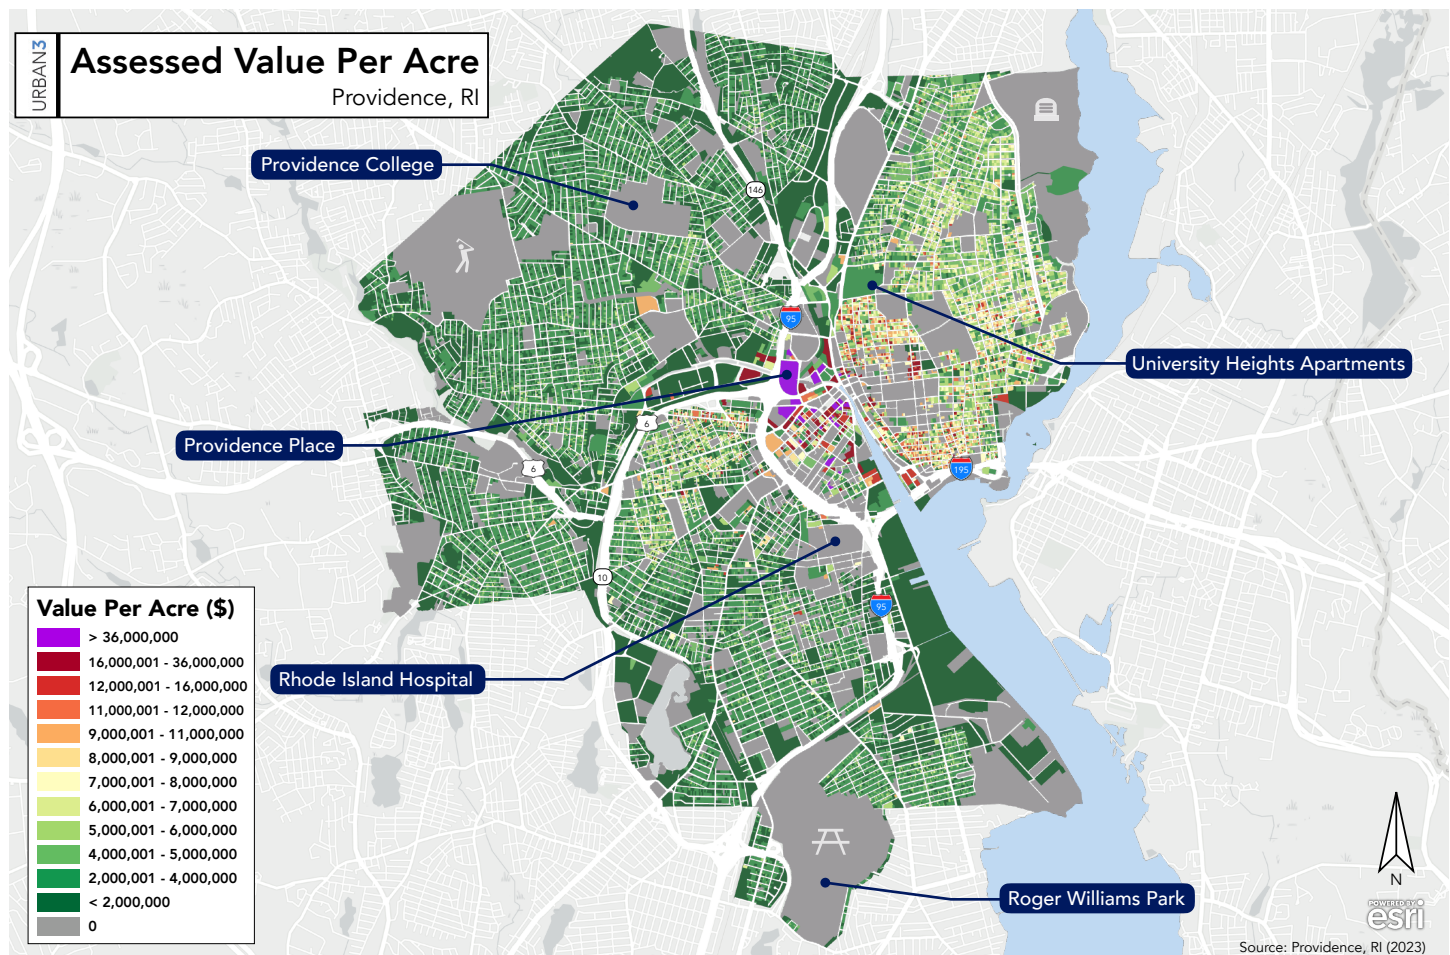 URBAN3
Assessed Value Per Acre
Providence, RI
Providence College
146
95
University Heights Apartments
Providence Place
6
6
195
10
95
Rhode Island Hospital
Roger Williams Park
Value Per Acre ($)
> 36,000,000
16,000,001 - 36,000,000
12,000,001 - 16,000,000
11,000,001 - 12,000,000
9,000,001 - 11,000,000
8,000,001 - 9,000,000
7,000,001 - 8,000,000
6,000,001 - 7,000,000
5,000,001 - 6,000,000
4,000,001 - 5,000,000
2,000,001 - 4,000,000
< 2,000,000
0
N
POWERED BY
esri
Source: Providence, RI (2023)